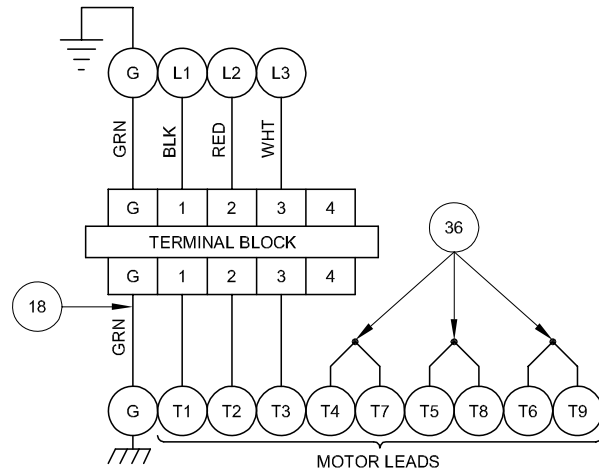 G L1 L2 L3
GRN BLK RED WHT
G 1 2 3 4
TERMINAL BLOCK
G 1 2 3 4
36
18
GRN
G T1 T2 T3 T4 T7 T5 T8 T6 T9
MOTOR LEADS